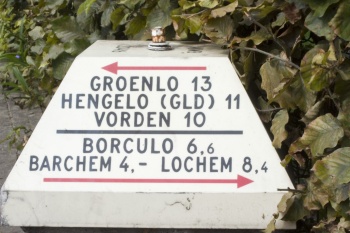 GROENLO 13
HENGELO (GLD) 11
VORDEN 10
BORCULO 6,6
BARCHEM 4,- LOCHEM 8,4